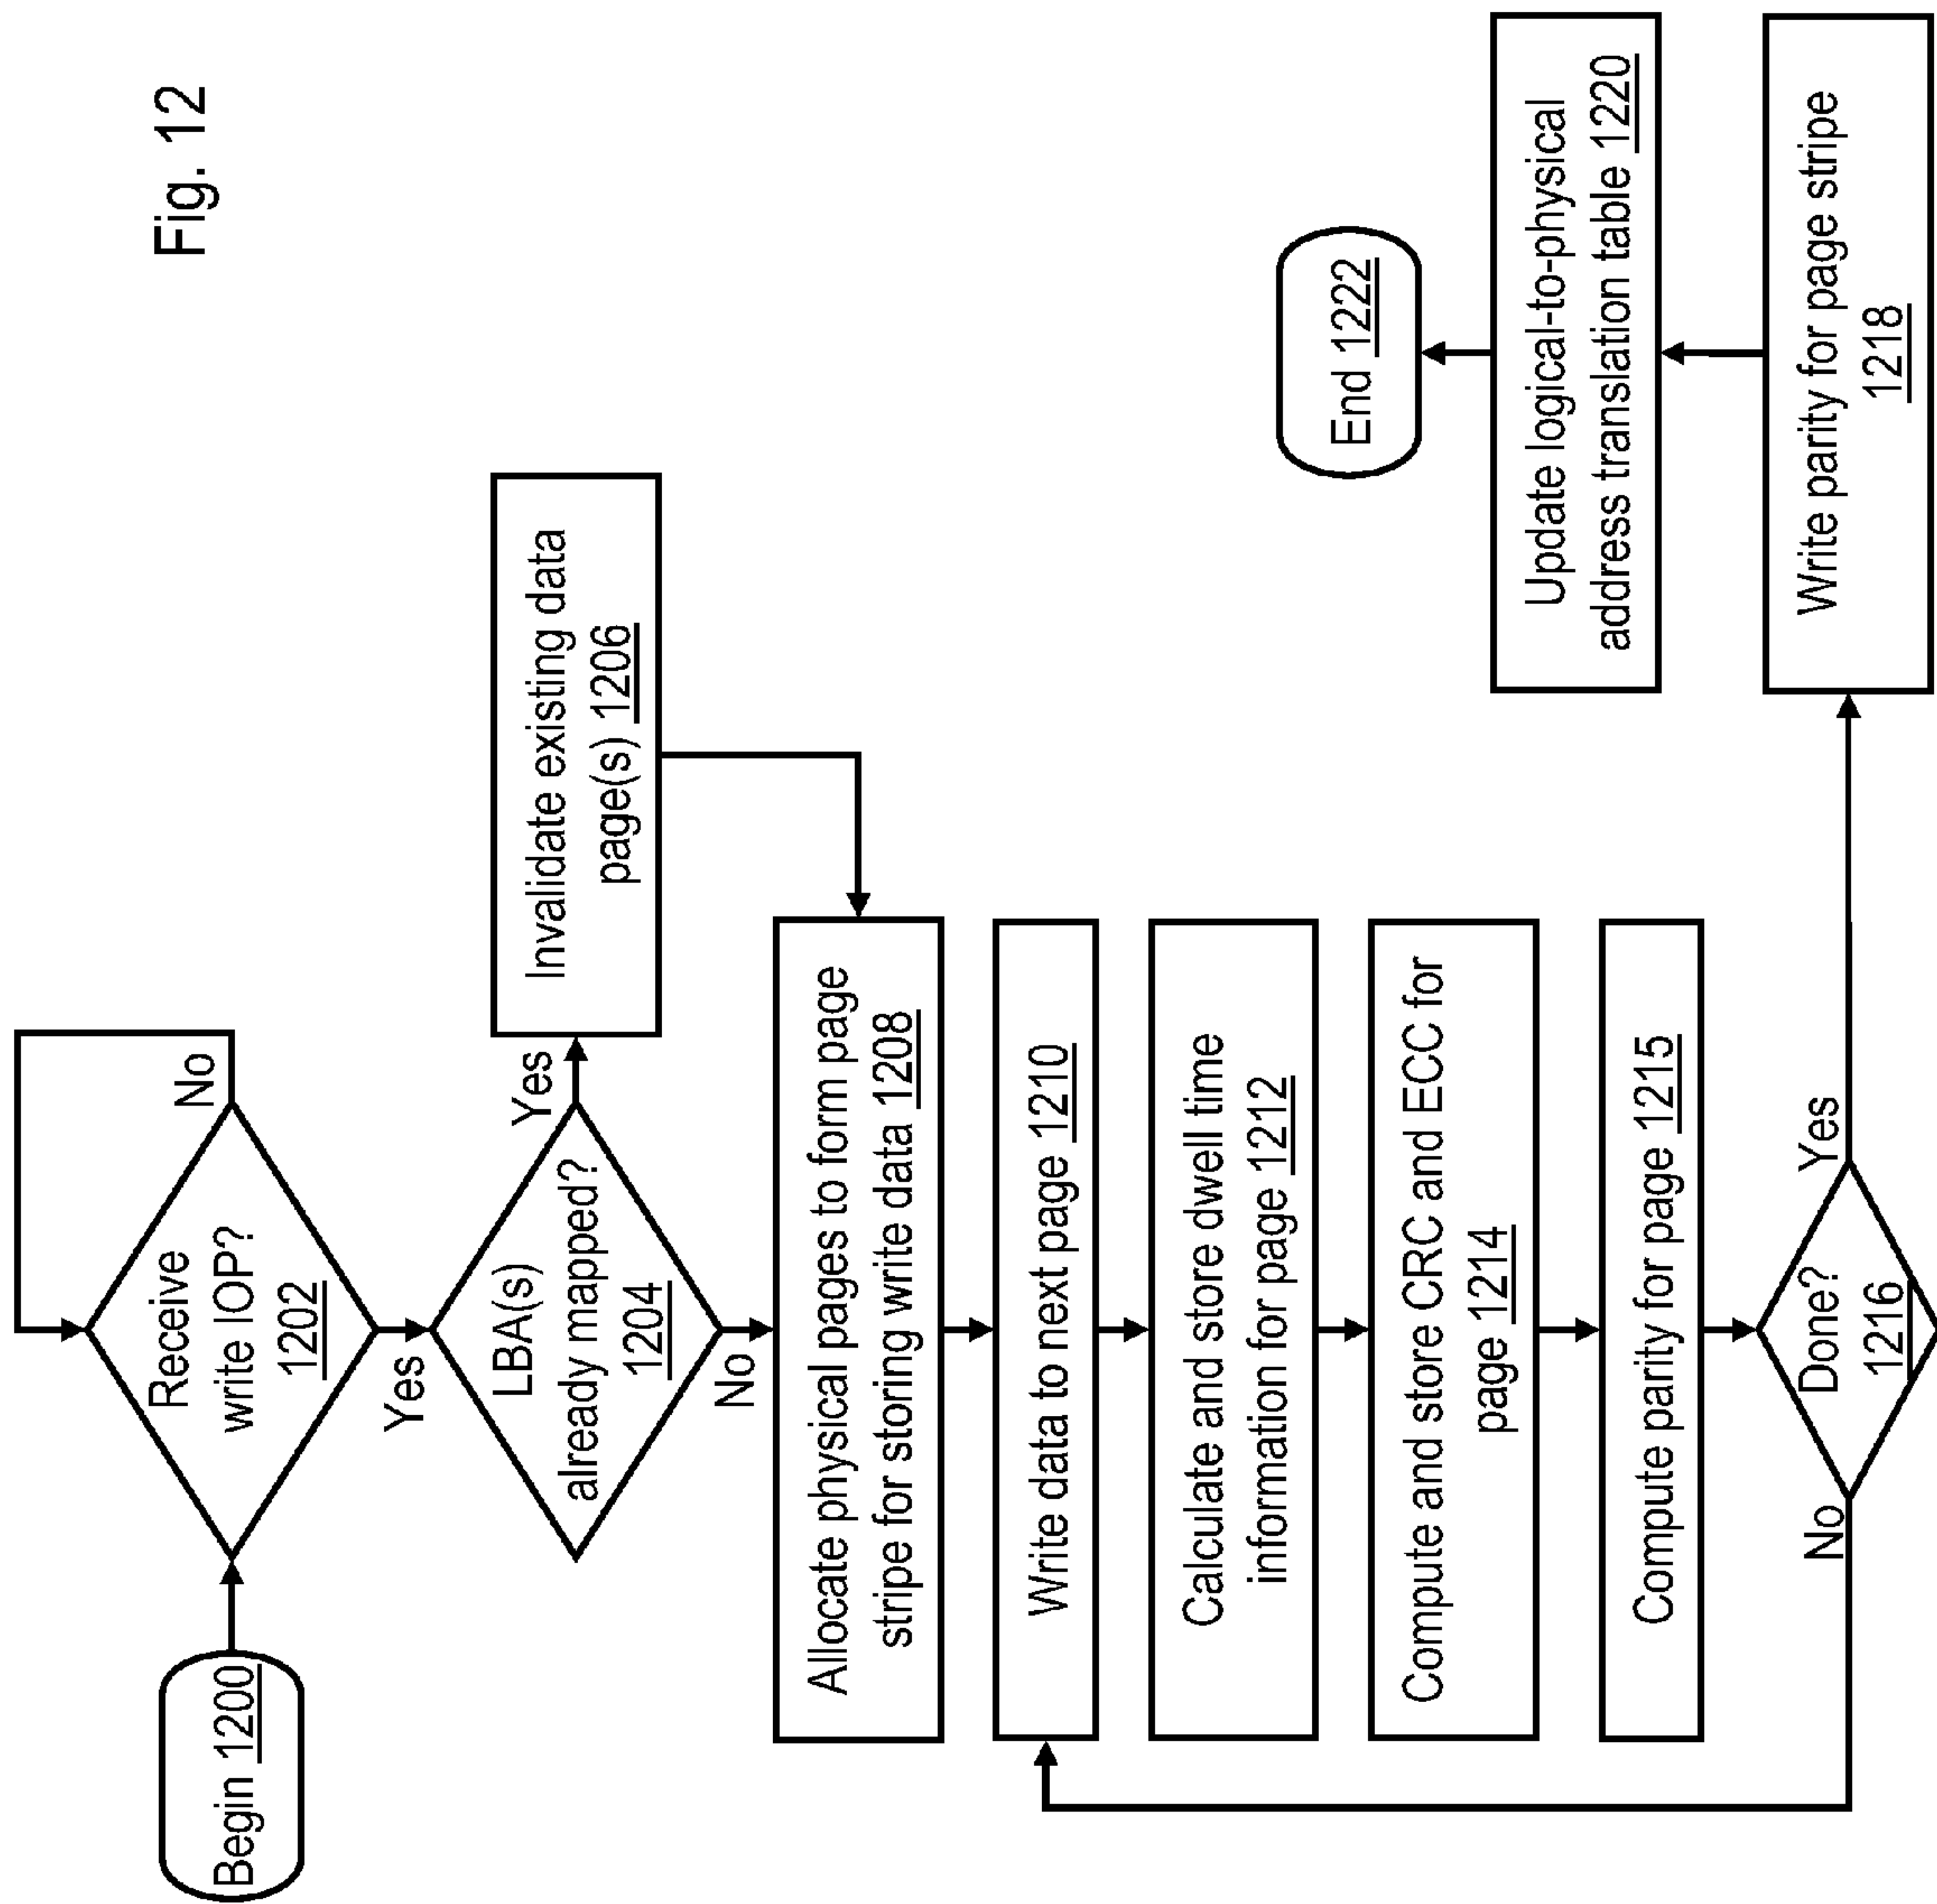 Fig. 12
Begin 1200
Receive
write IOP?
1202
No
Yes
LBA(s)
already mapped?
1204
Yes
No
Invalidate existing data
page(s) 1206
Allocate physical pages to form page
stripe for storing write data 1208
Write data to next page 1210
Calculate and store dwell time
information for page 1212
Compute and store CRC and ECC for
page 1214
Compute parity for page 1215
Done?
1216
No
Yes
Write parity for page stripe
1218
Update logical-to-physical
address translation table 1220
End 1222